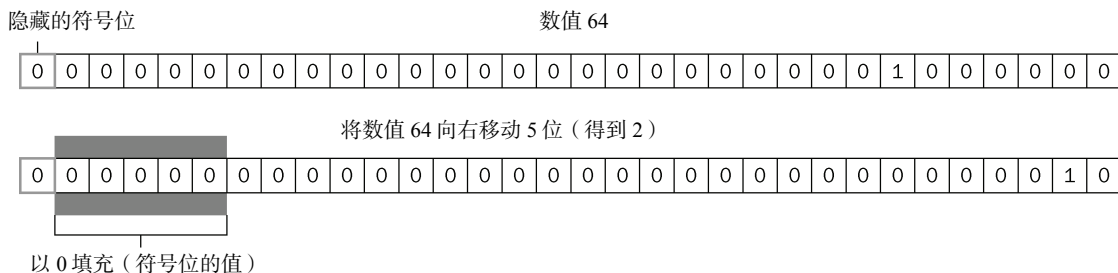 隐藏的符号位 数值 64
0 0 0 0 0 0 0 0 0 0 0 0 0 0 0 0 0 0 0 0 0 0 0 0 0 1 0 0 0 0 0 0
将数值 64 向右移动 5 位（得到 2）
0 0 0 0 0 0 0 0 0 0 0 0 0 0 0 0 0 0 0 0 0 0 0 0 0 0 0 0 0 0 1 0
以 0 填充（符号位的值）